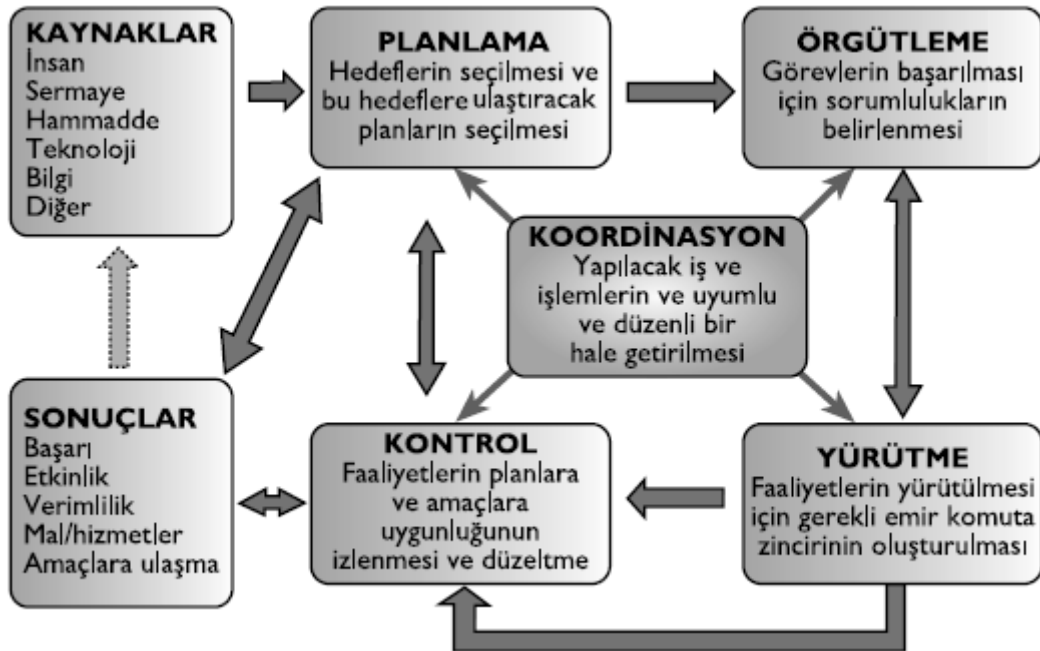 KAYNAKLAR
İnsan
Sermaye
Hammadde
Teknoloji
Bilgi
Diğer
PLANLAMA
Hedeflerin seçilmesi ve
bu hedeflere ulaştıracak
planların seçilmesi
ÖRGÜTLEME
Görevlerin başarılması
için sorumlulukların
belirlenmesi
KOORDİNASYON
Yapılacak iş ve
işlemlerin ve uyumlu
ve düzenli bir
hale getirilmesi
SONUÇLAR
Başarı
Etkinlik
Verimlilik
Mal/hizmetler
Amaçlara ulaşma
KONTROL
Faaliyetlerin planlara
ve amaçlara
uygunluğunun
izlenmesi ve düzeltme
YÜRÜTME
Faaliyetlerin yürütülmesi
için gerekli emir komuta
zincirinin oluşturulması